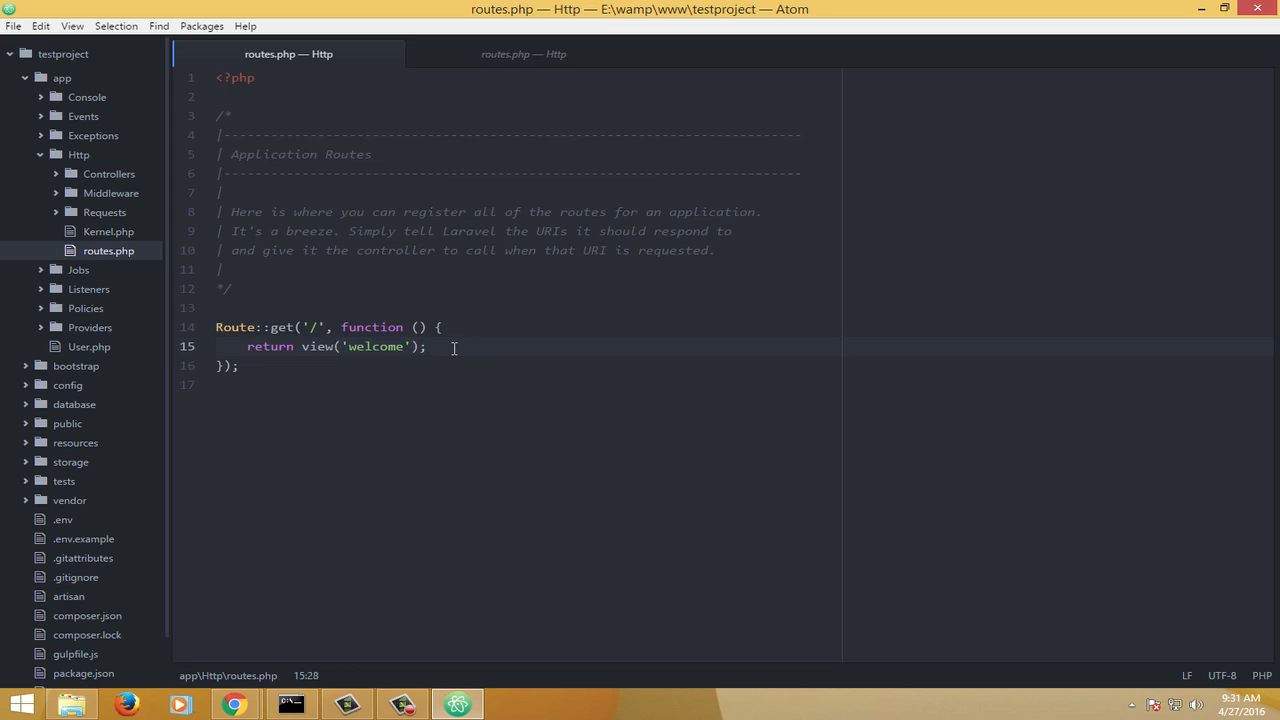 routes.php — Http — E:\wamp\www\testproject — Atom
File Edit View Selection Find Packages Help
testproject
app
Console
Events
Exceptions
Http
Controllers
Middleware
Requests
Kernel.php
routes.php
Jobs
Listeners
Policies
Providers
User.php
bootstrap
config
database
public
resources
storage
tests
vendor
.env
.env.example
.gitattributes
.gitignore
artisan
composer.json
composer.lock
gulpfile.js
package.json
routes.php — Http routes.php — Http
1 <?php
2
3 /*
4 |--------------------------------------------------------------------------
5 | Application Routes
6 |--------------------------------------------------------------------------
7 |
8 | Here is where you can register all of the routes for an application.
9 | It's a breeze. Simply tell Laravel the URIs it should respond to
10 | and give it the controller to call when that URI is requested.
11 |
12 */
13
14 Route::get('/', function () {
15 return view('welcome');
16 });
17
app\Http\routes.php 15:28 LF UTF-8 PHP
9:31 AM
4/27/2016